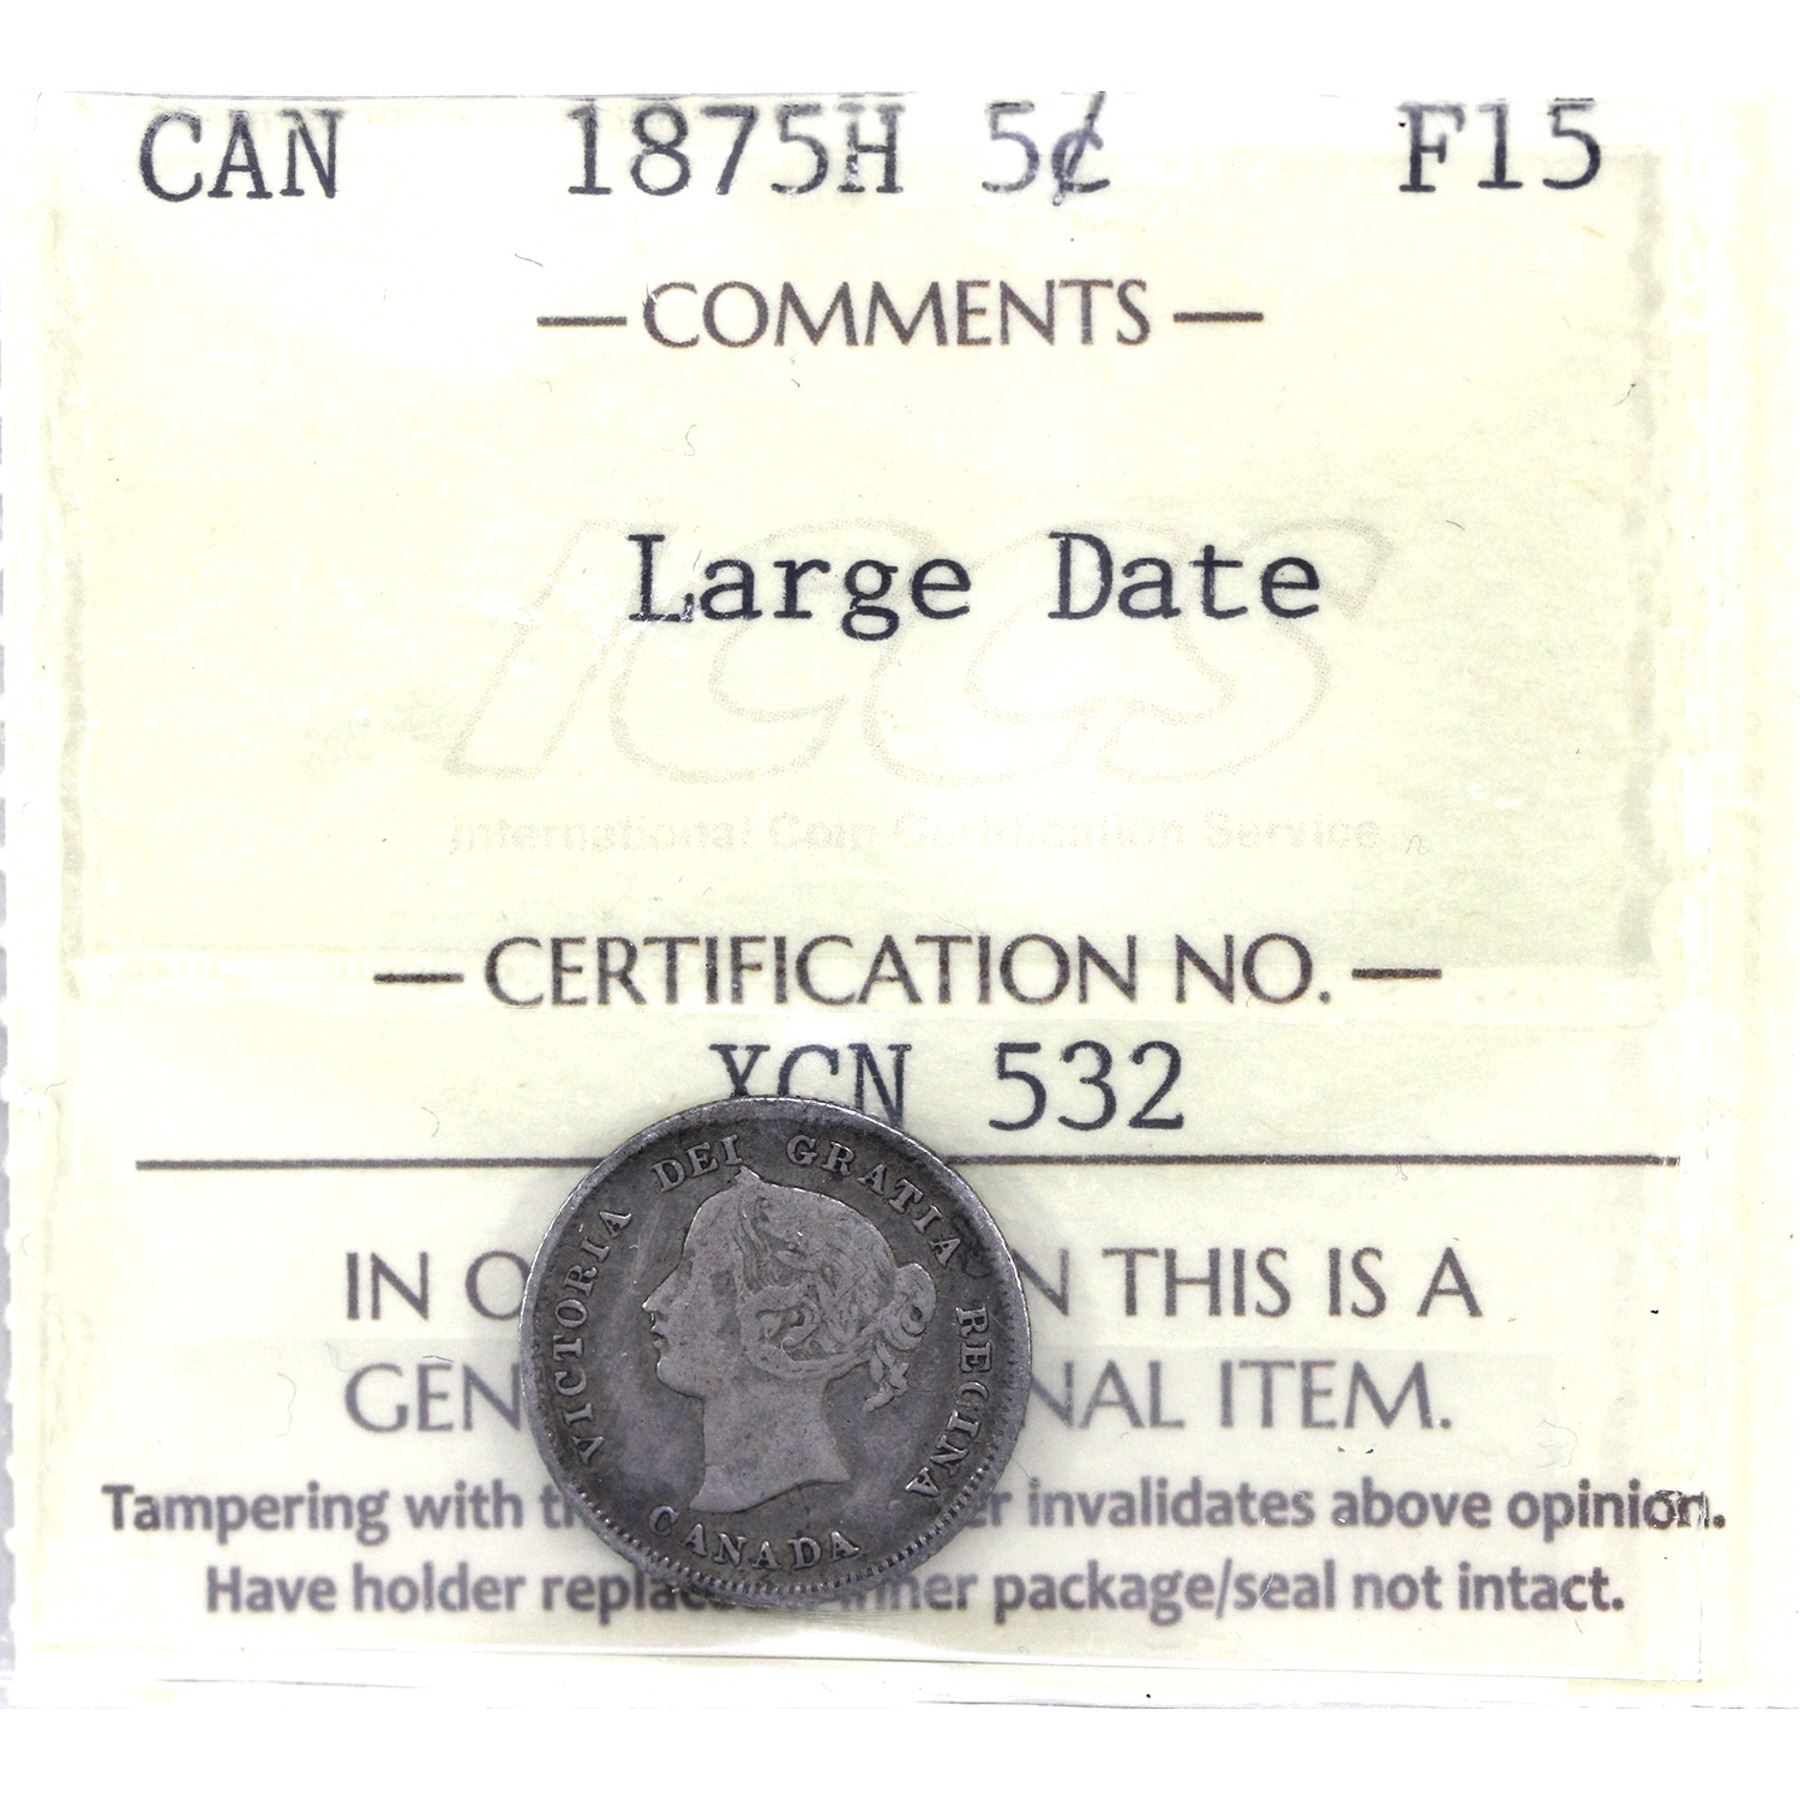 CAN 1875H 5¢ F15
—COMMENTS—
Large Date
ICCS
International Coin Certification Service
—CERTIFICATION NO.—
XCN 532
DEI GRATIA
VICTORIA REGINA
CANADA
IN O N THIS IS A
GEN NAL ITEM.
Tampering with th r invalidates above opinion.
Have holder replac inner package/seal not intact.